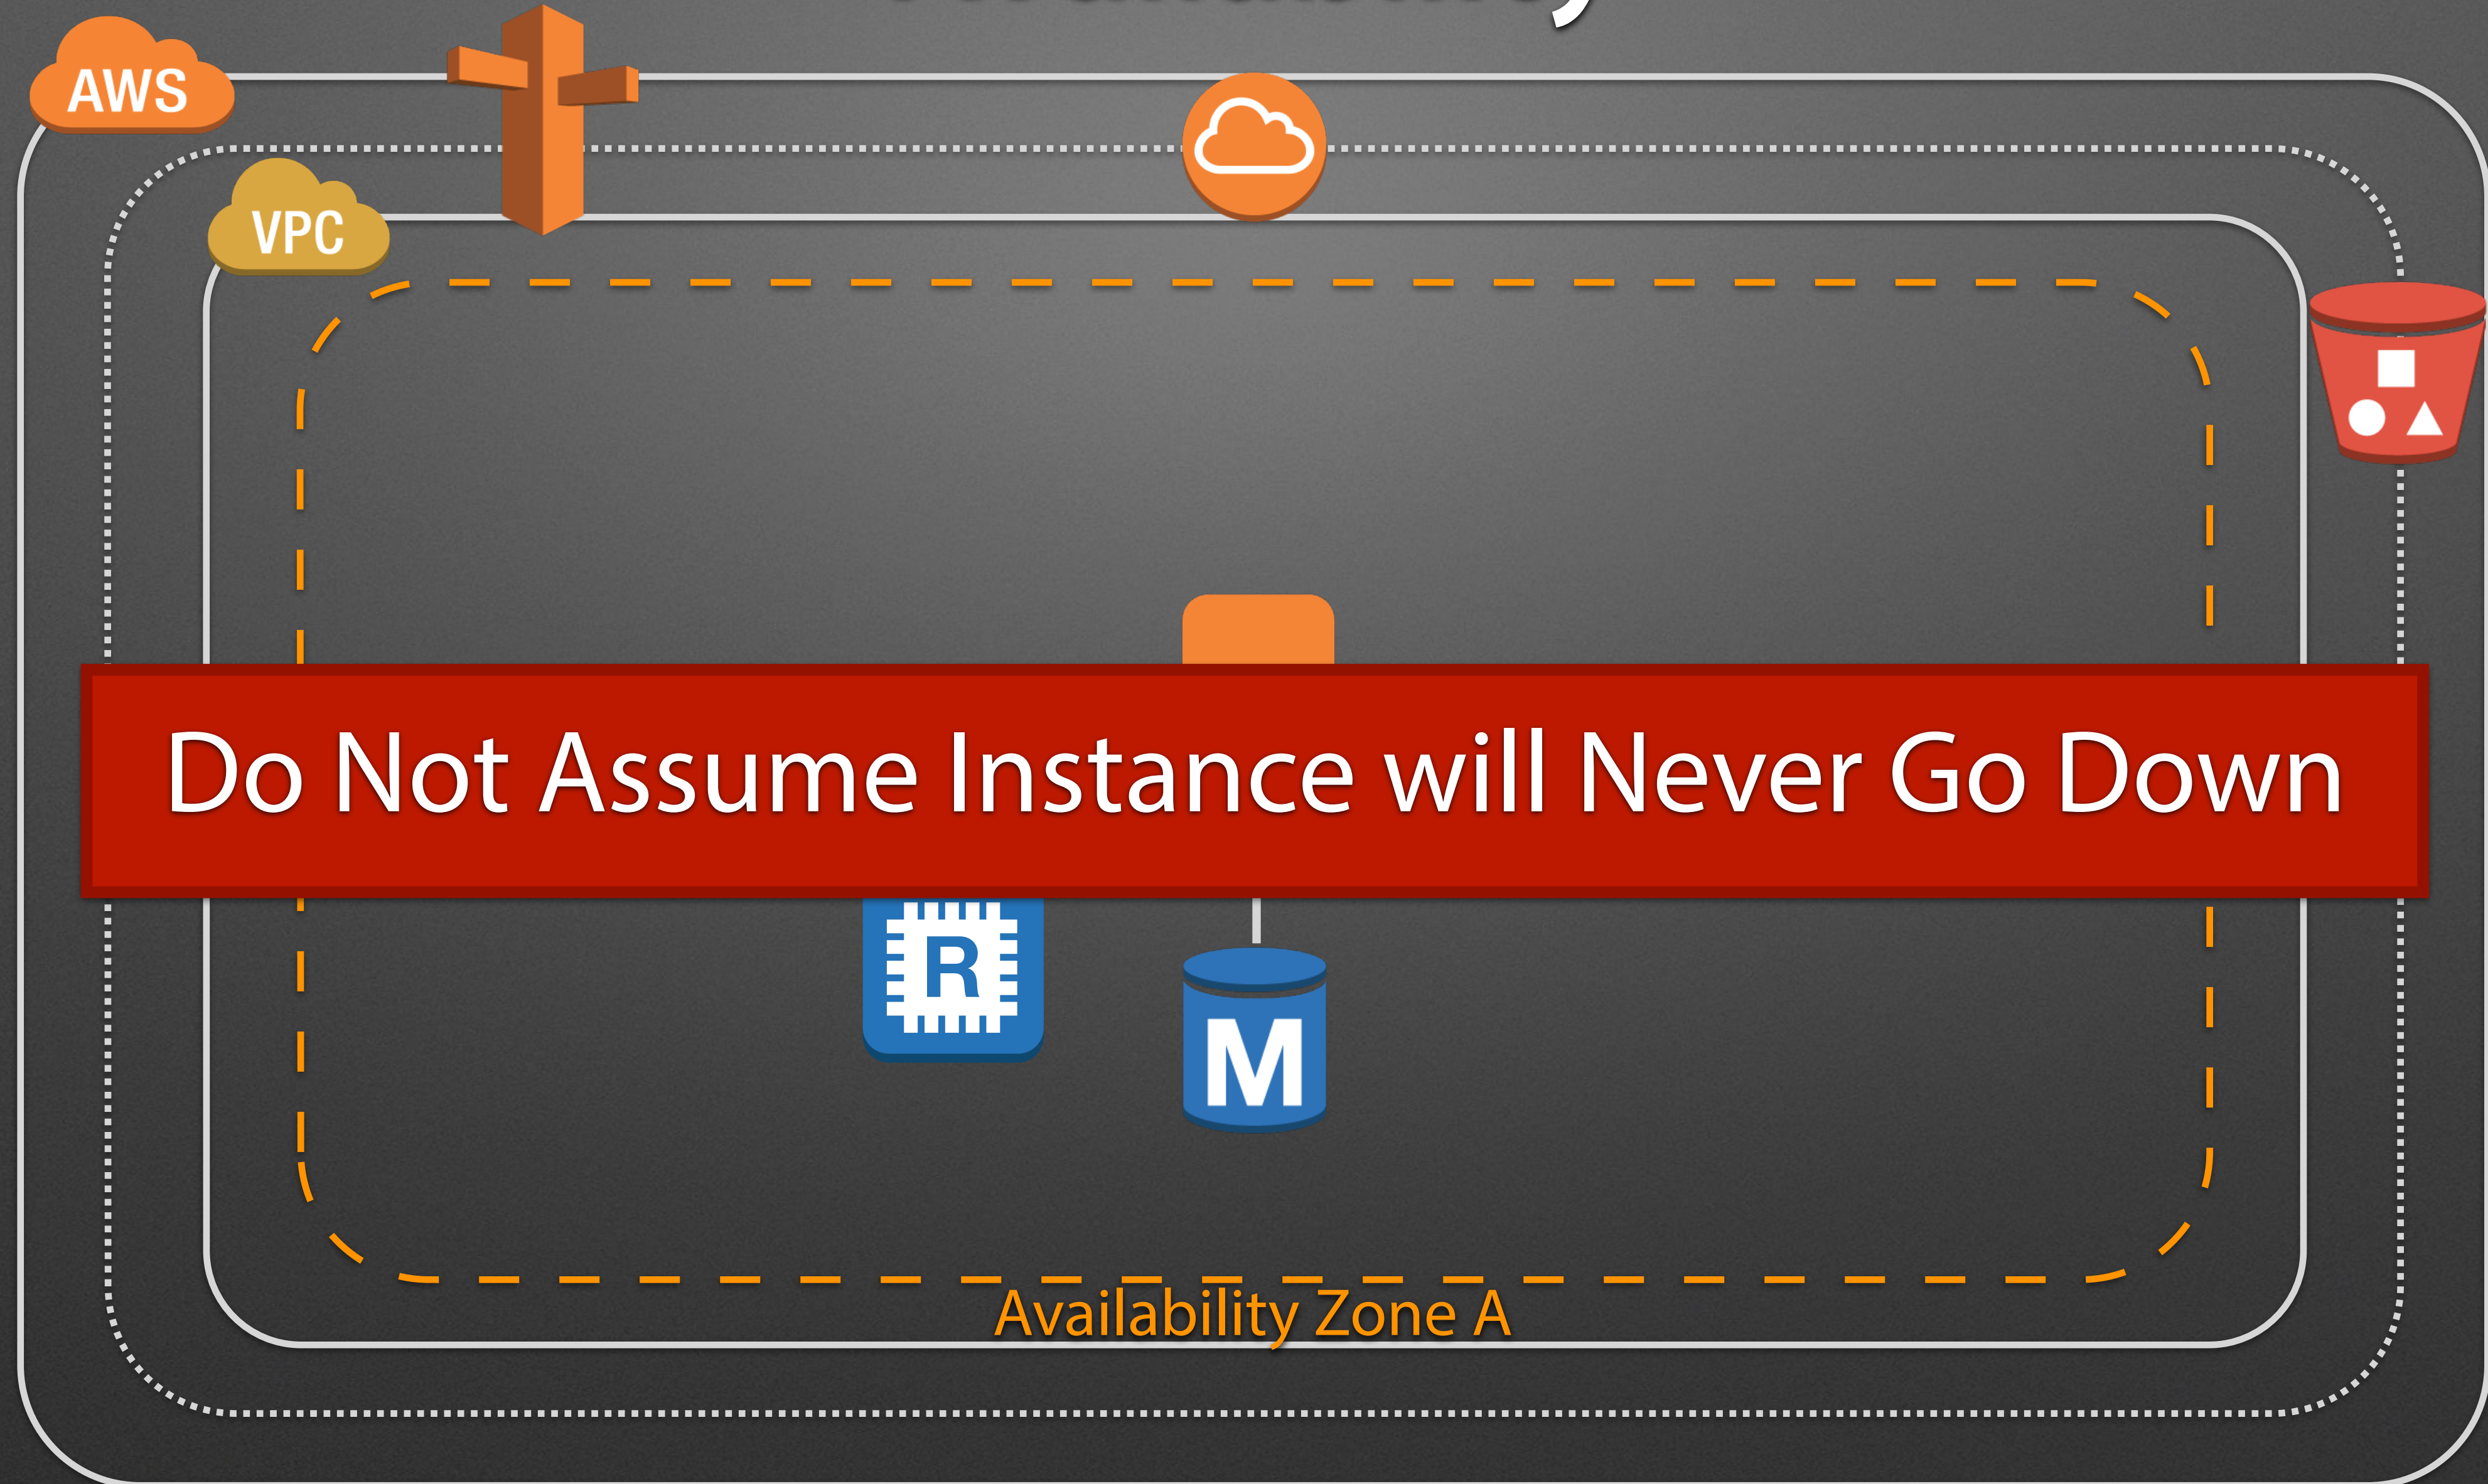 AWS
VPC
Do Not Assume Instance will Never Go Down
R
M
Availability Zone A